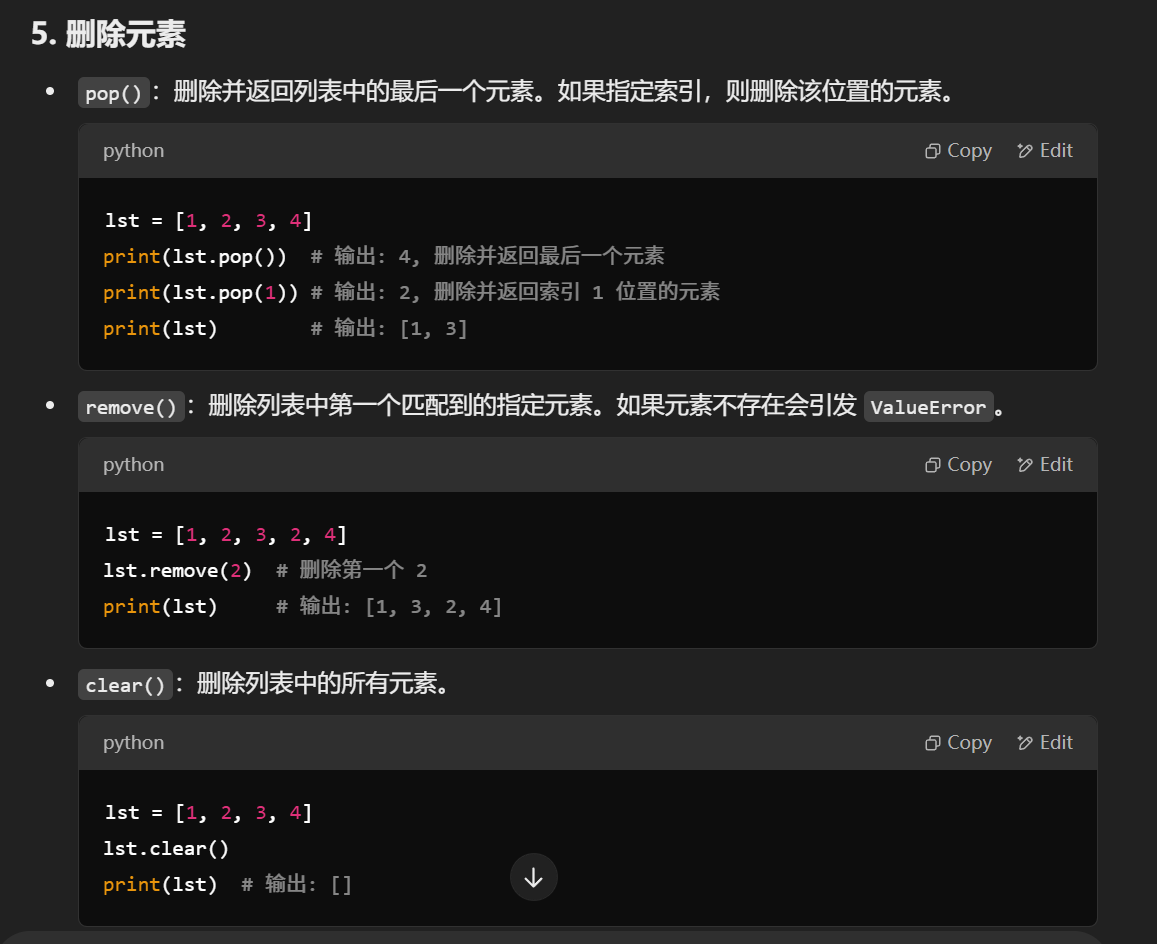 5. 删除元素
• pop()：删除并返回列表中的最后一个元素。如果指定索引，则删除该位置的元素。
python Copy Edit
lst = [1, 2, 3, 4]
print(lst.pop())  # 输出: 4, 删除并返回最后一个元素
print(lst.pop(1)) # 输出: 2, 删除并返回索引 1 位置的元素
print(lst)        # 输出: [1, 3]
• remove()：删除列表中第一个匹配到的指定元素。如果元素不存在会引发 ValueError。
python Copy Edit
lst = [1, 2, 3, 2, 4]
lst.remove(2)  # 删除第一个 2
print(lst)     # 输出: [1, 3, 2, 4]
• clear()：删除列表中的所有元素。
python Copy Edit
lst = [1, 2, 3, 4]
lst.clear()
print(lst)  # 输出: []